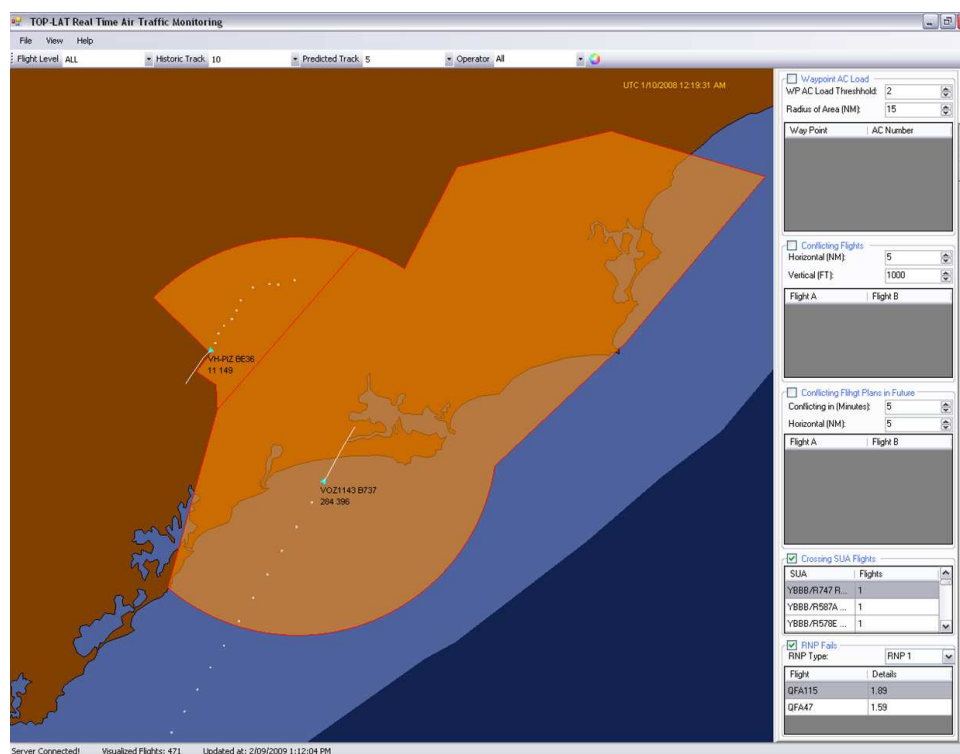 TOP-LAT Real Time Air Traffic Monitoring
File View Help
Flight Level ALL Historic Track 10 Predicted Track 5 Operator All
UTC 1/10/2008 12:19:31 AM
VH-PIZ BE36
11 149
VOZ1143 B737
284 396
Waypoint AC Load
WP AC Load Threshhold: 2
Radius of Area (NM): 15
Way Point AC Number
Conflicting Flights
Horizontal (NM): 5
Vertical (FT): 1000
Flight A Flight B
Conflicting Flihgt Plans in Future
Conflicting in (Minutes): 5
Horizontal (NM): 5
Flight A Flight B
Crossing SUA Flights
SUA Flights
YBBB/R747 R... 1
YBBB/R587A ... 1
YBBB/R578E ... 1
RNP Fails
RNP Type: RNP 1
Flight Details
QFA115 1.89
QFA47 1.59
Server Connected! Visualized Flights: 471 Updated at: 2/09/2009 1:12:04 PM